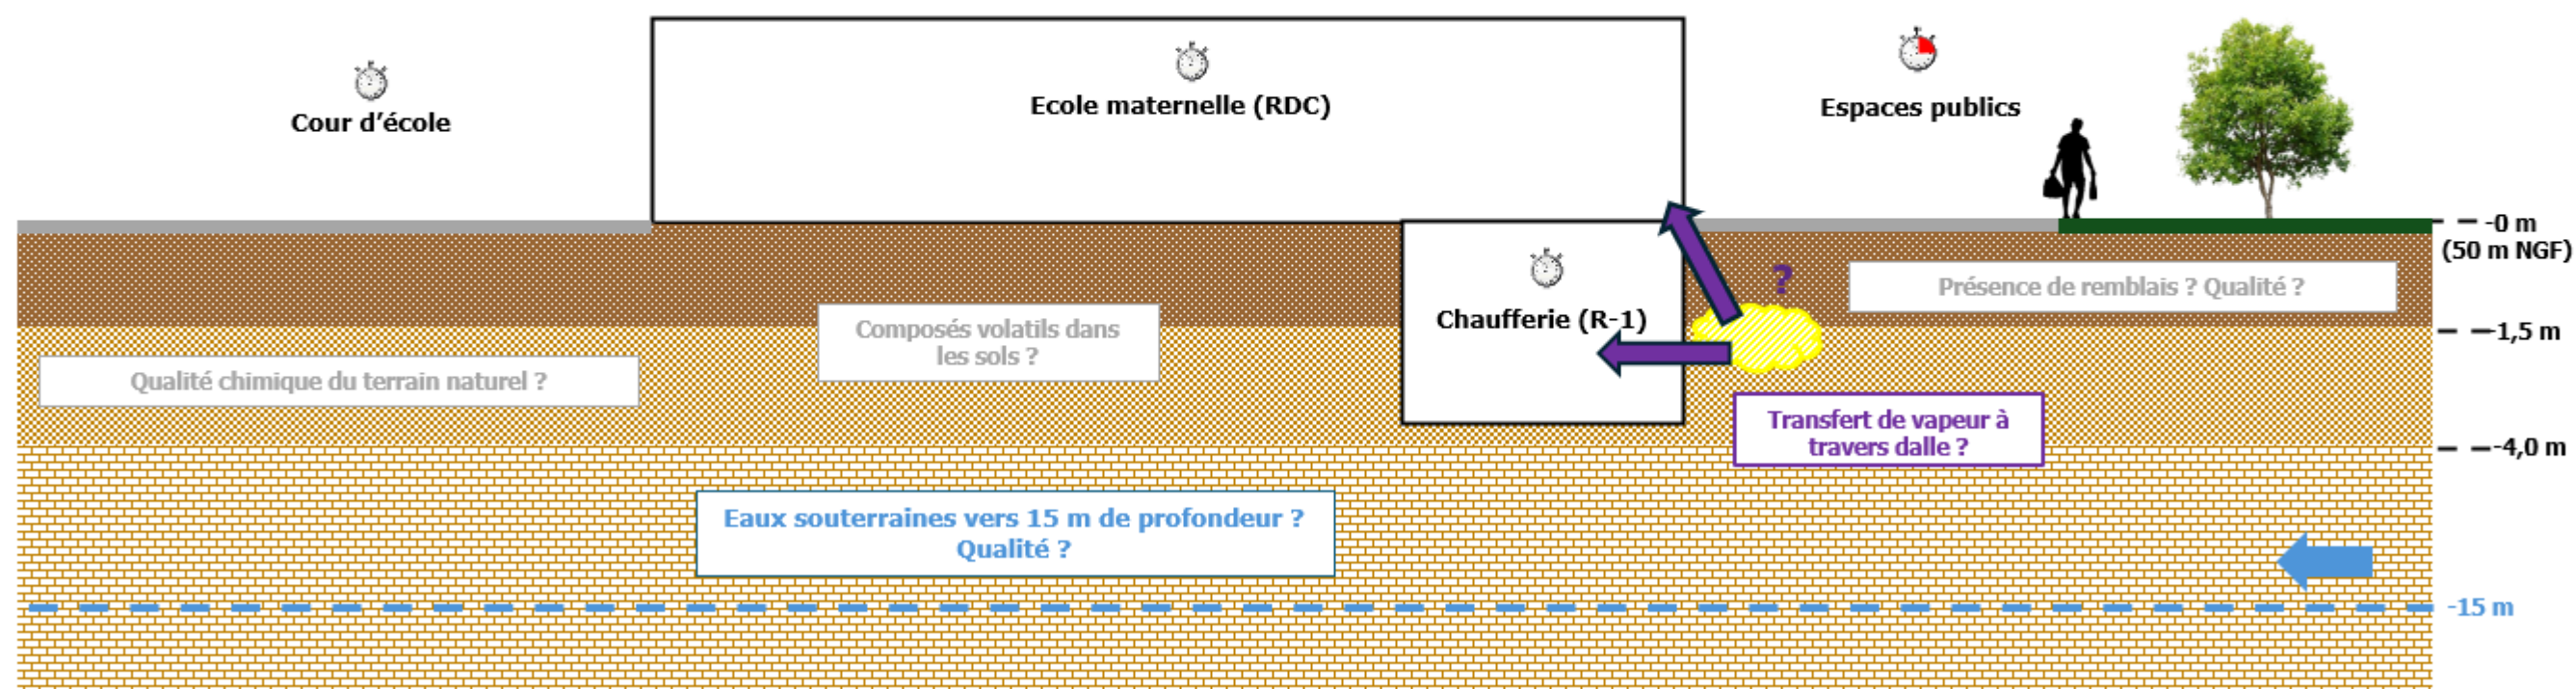 Cour d'école
Ecole maternelle (RDC)
Espaces publics
-0 m
(50 m NGF)
?
Présence de remblais ? Qualité ?
Chaufferie (R-1)
Composés volatils dans
les sols ?
-1,5 m
Qualité chimique du terrain naturel ?
Transfert de vapeur à
travers dalle ?
-4,0 m
Eaux souterraines vers 15 m de profondeur ?
Qualité ?
-15 m